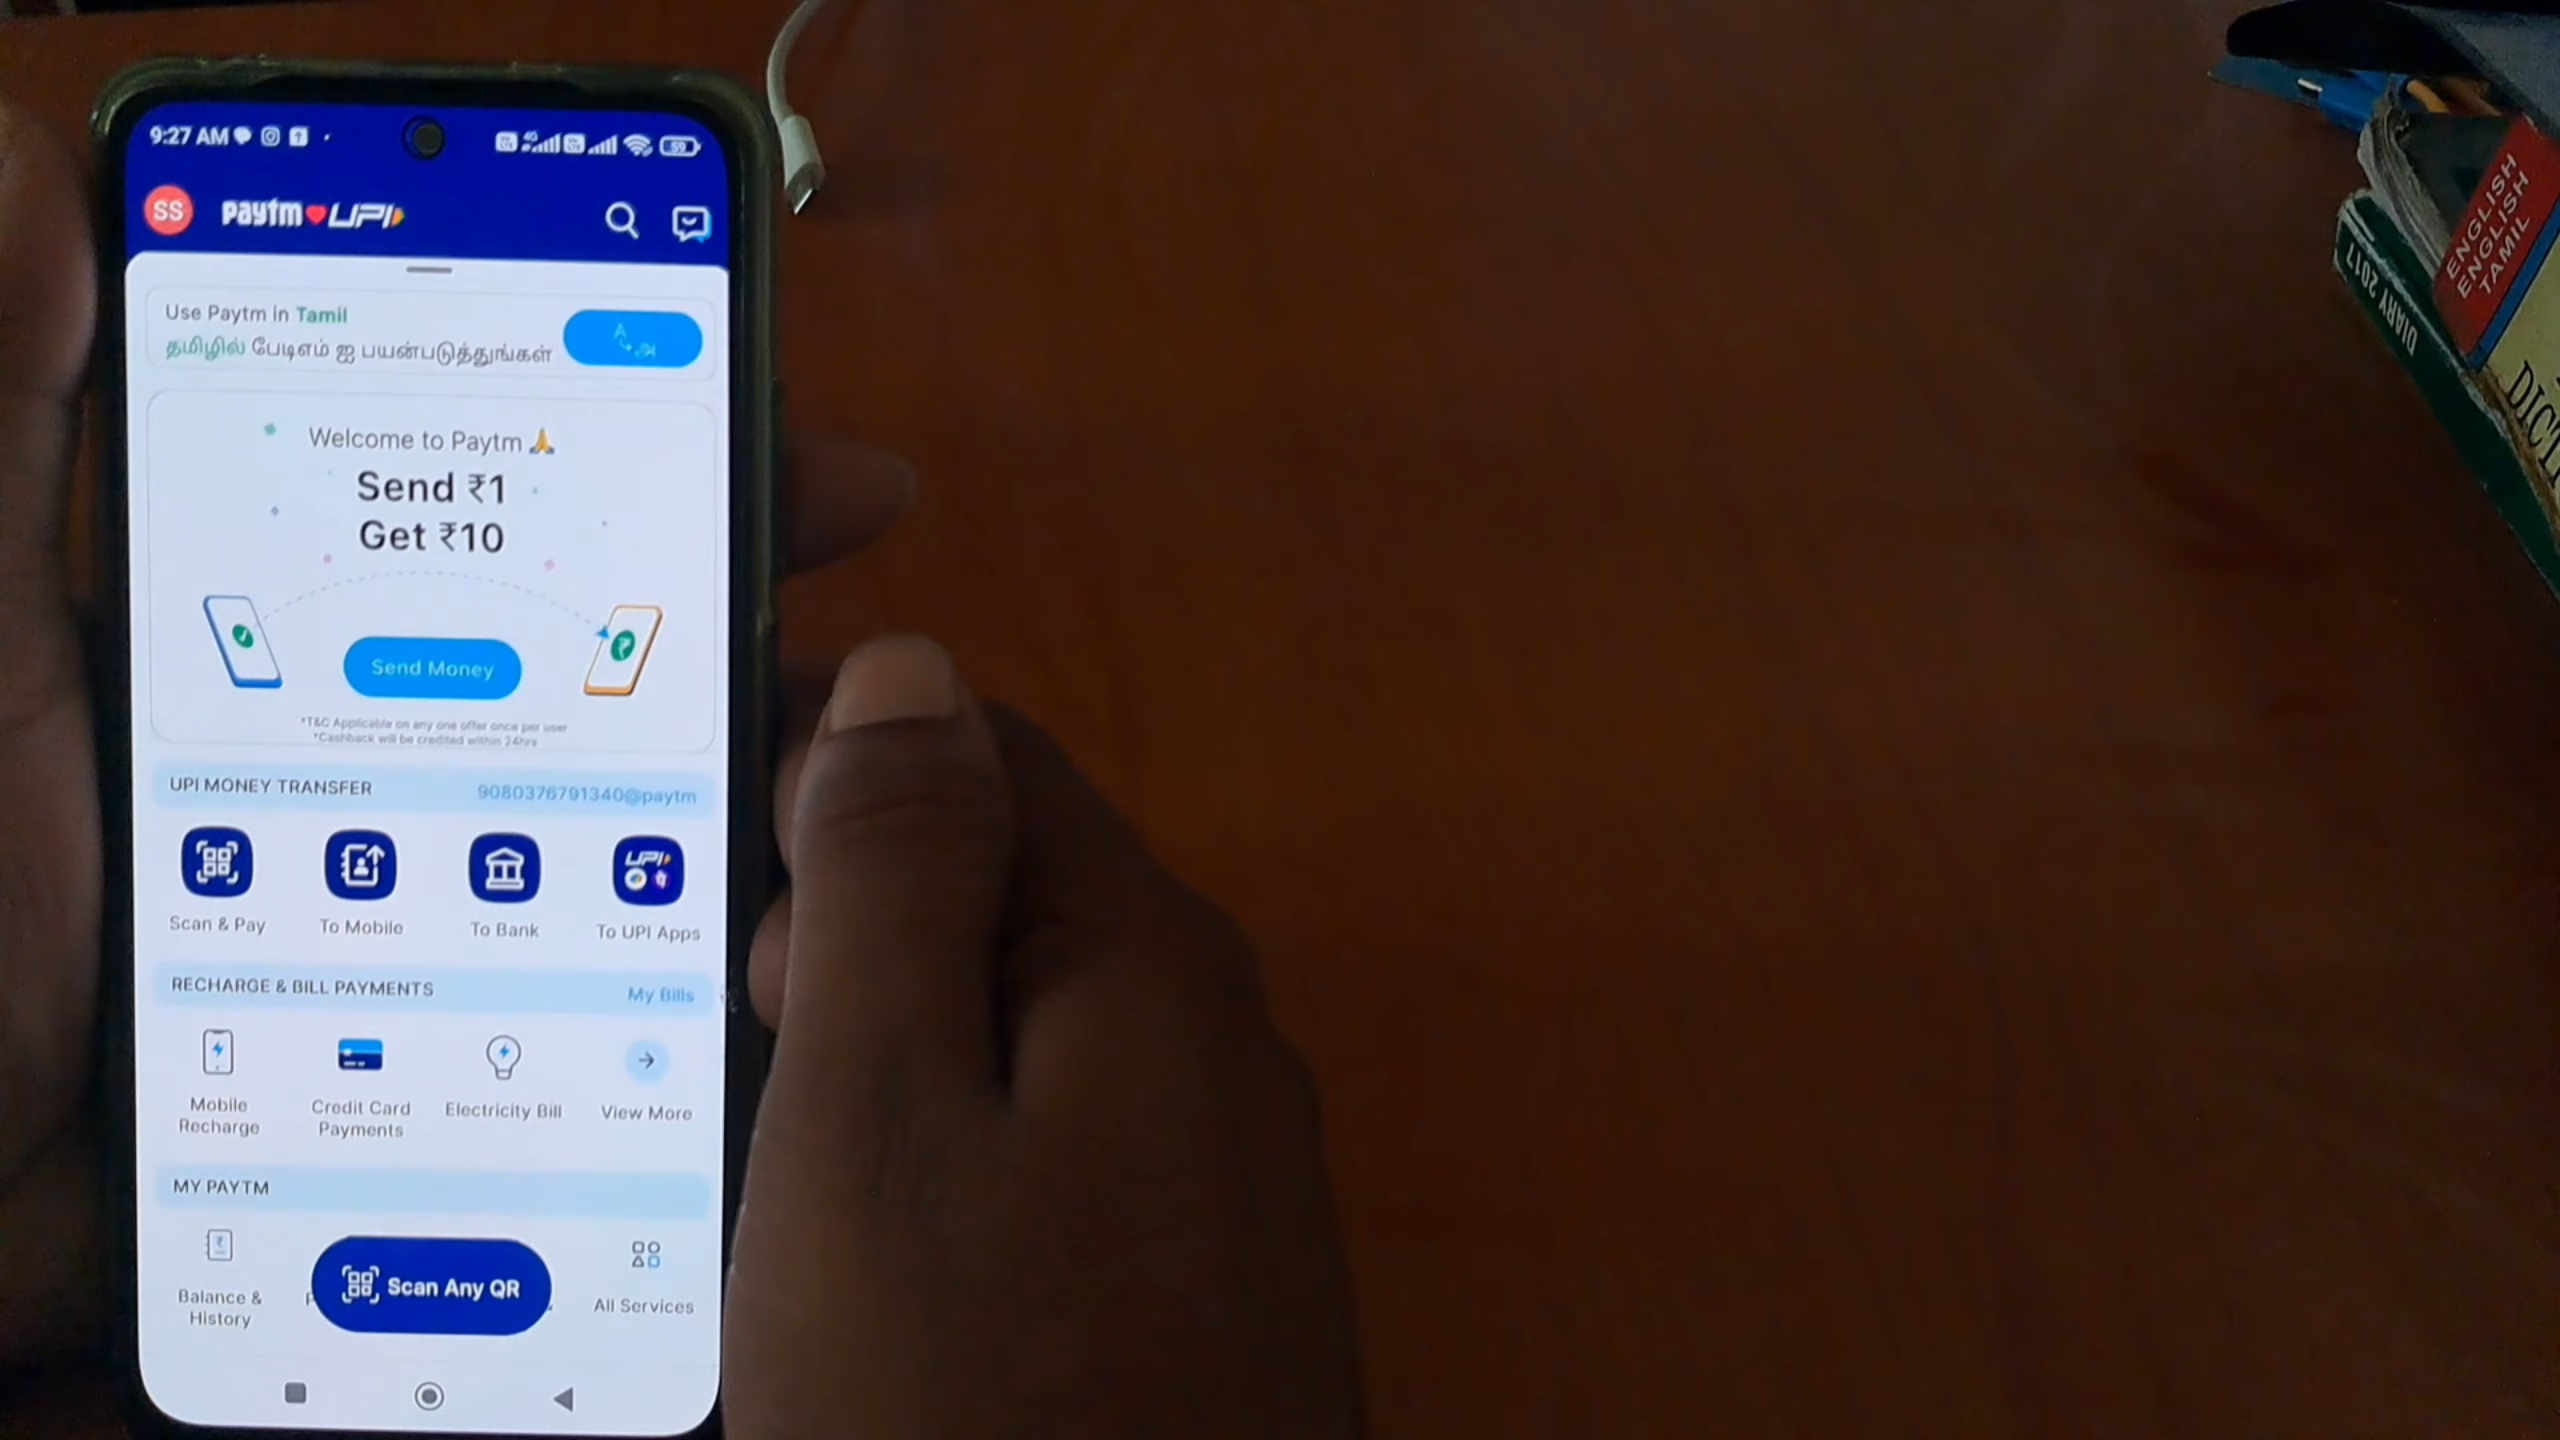 9:27 AM
59
SS
paytm UPI
Use Paytm in Tamil
தமிழில் பேடிஎம் ஐ பயன்படுத்துங்கள்
A
அ
Welcome to Paytm 🙏
Send ₹1
Get ₹10
Send Money
*T&C Applicable on any one offer once per user
*Cashback will be credited within 24hrs
UPI MONEY TRANSFER
9080376791340@paytm
UPI
Scan & Pay
To Mobile
To Bank
To UPI Apps
RECHARGE & BILL PAYMENTS
My Bills
Mobile
Recharge
Credit Card
Payments
Electricity Bill
View More
MY PAYTM
Balance &
History
Scan Any QR
All Services
ENGLISH
ENGLISH
TAMIL
DIARY 2017